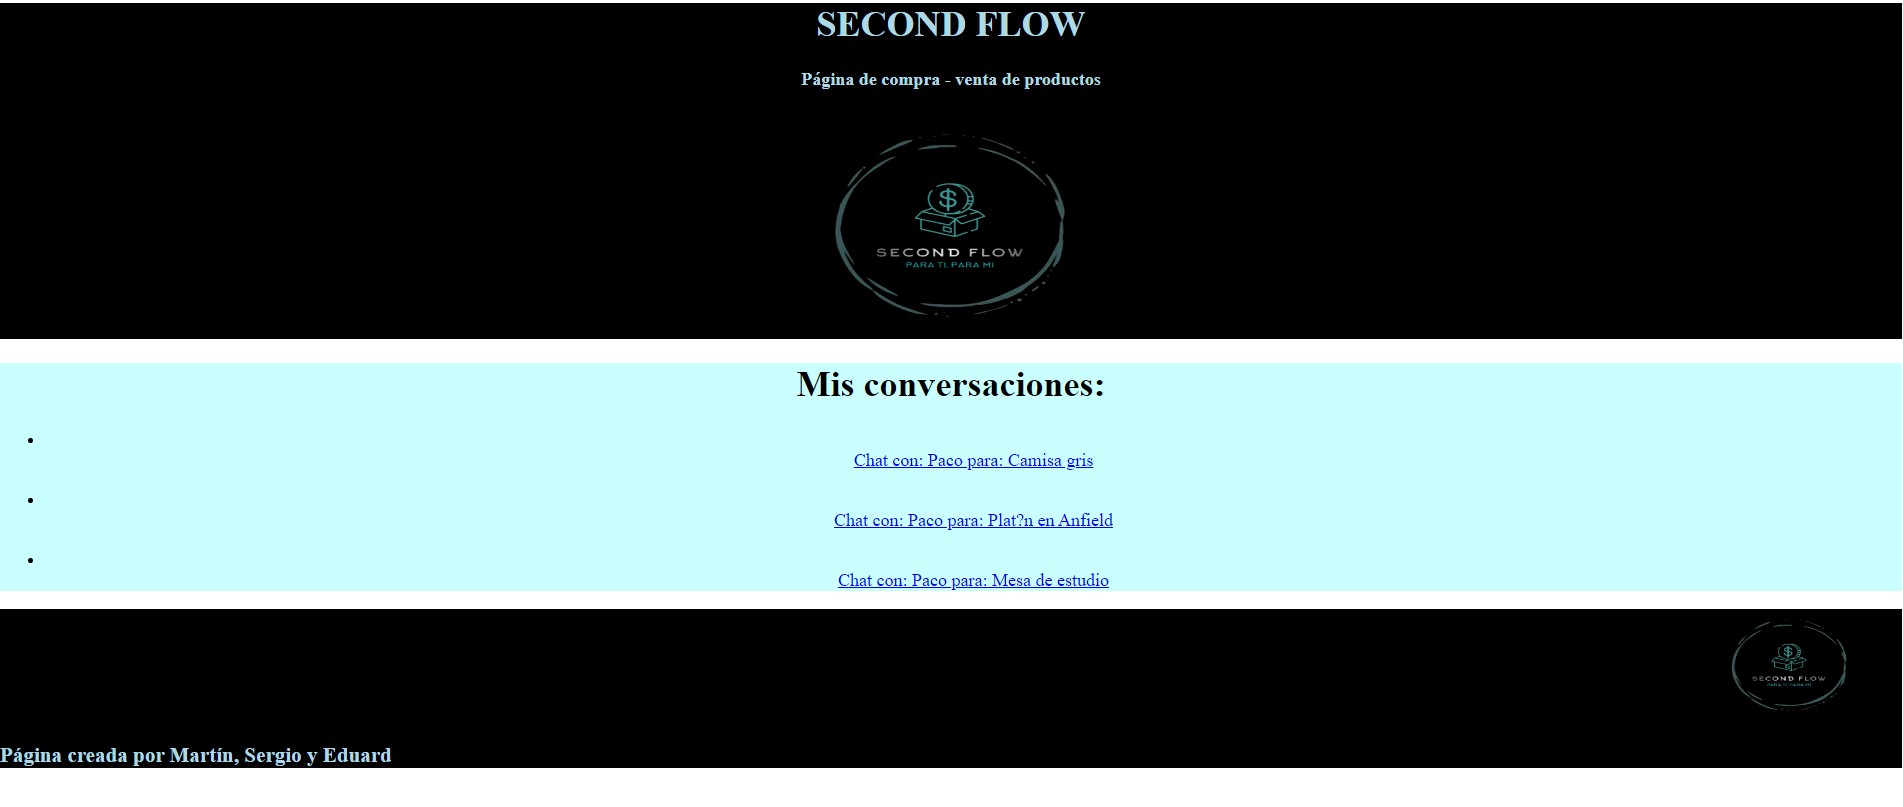 SECOND FLOW
Página de compra - venta de productos
$
SECOND FLOW
PARA TI, PARA MI
Mis conversaciones:
Chat con: Paco para: Camisa gris
Chat con: Paco para: Plat?n en Anfield
Chat con: Paco para: Mesa de estudio
$
SECOND FLOW
PARA TI, PARA MI
Página creada por Martín, Sergio y Eduard